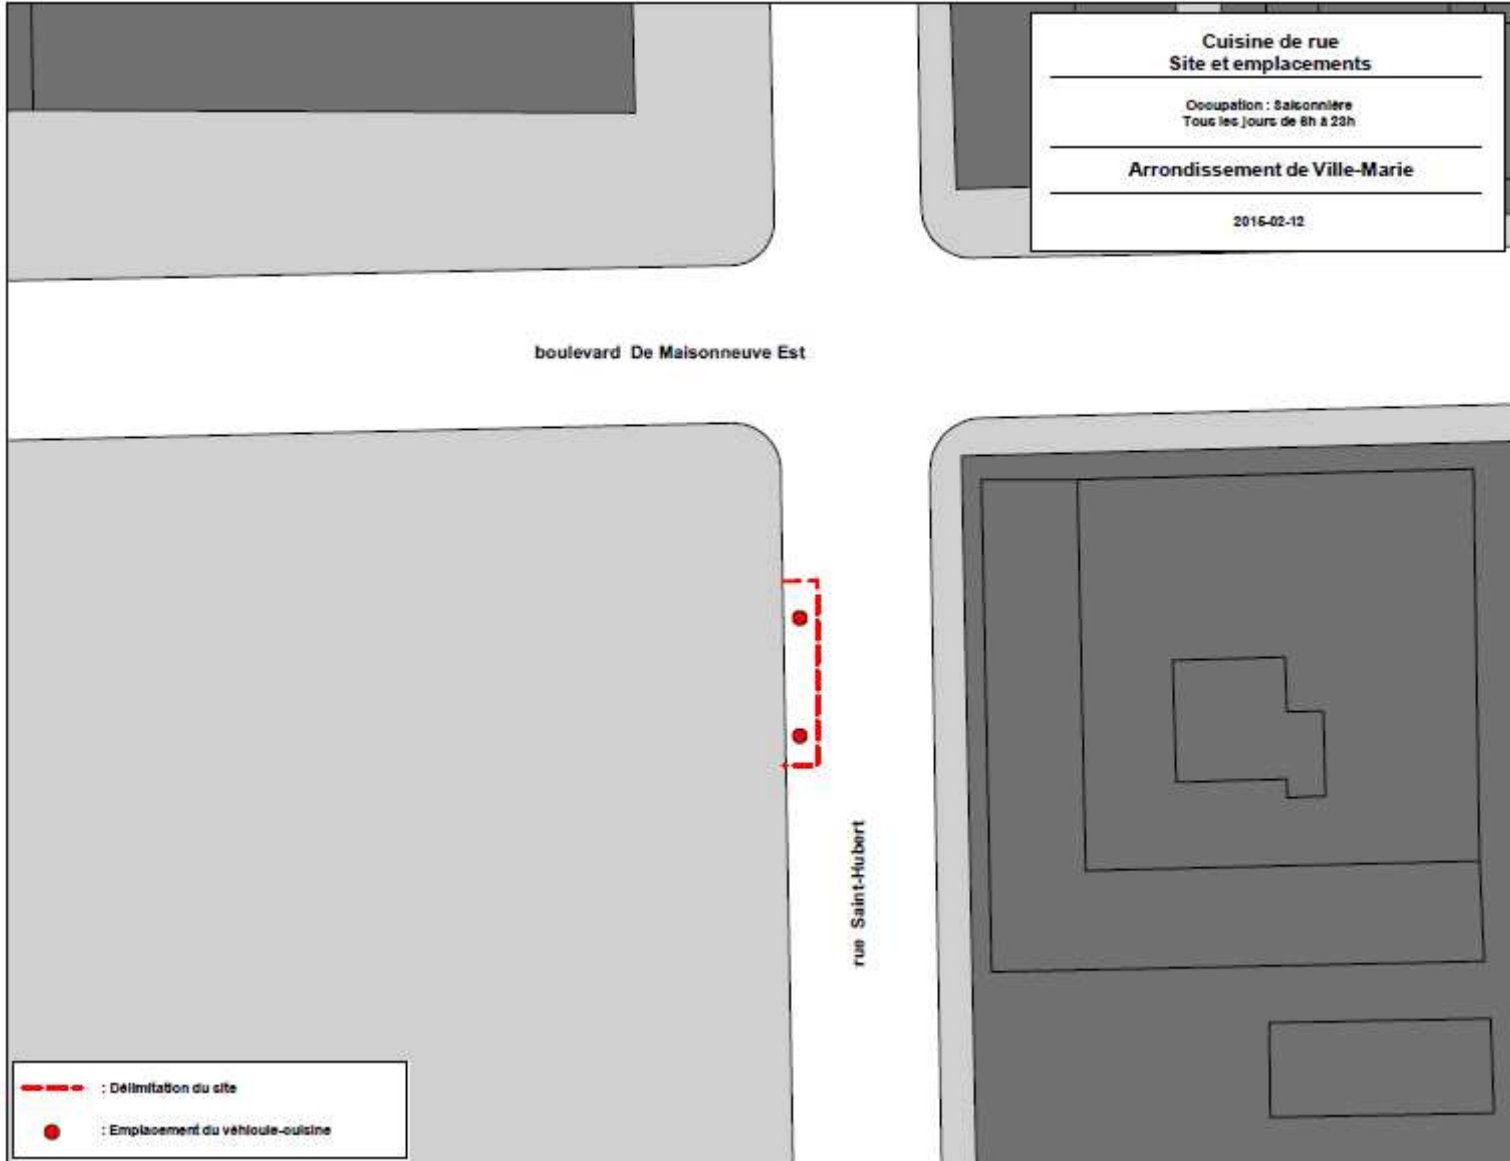 Cuisine de rue
Site et emplacements
Occupation : Saisonnière
Tous les jours de 6h à 23h
Arrondissement de Ville-Marie
2015-02-12
boulevard De Maisonneuve Est
rue Saint-Hubert
: Délimitation du site
: Emplacement du véhicule-cuisine